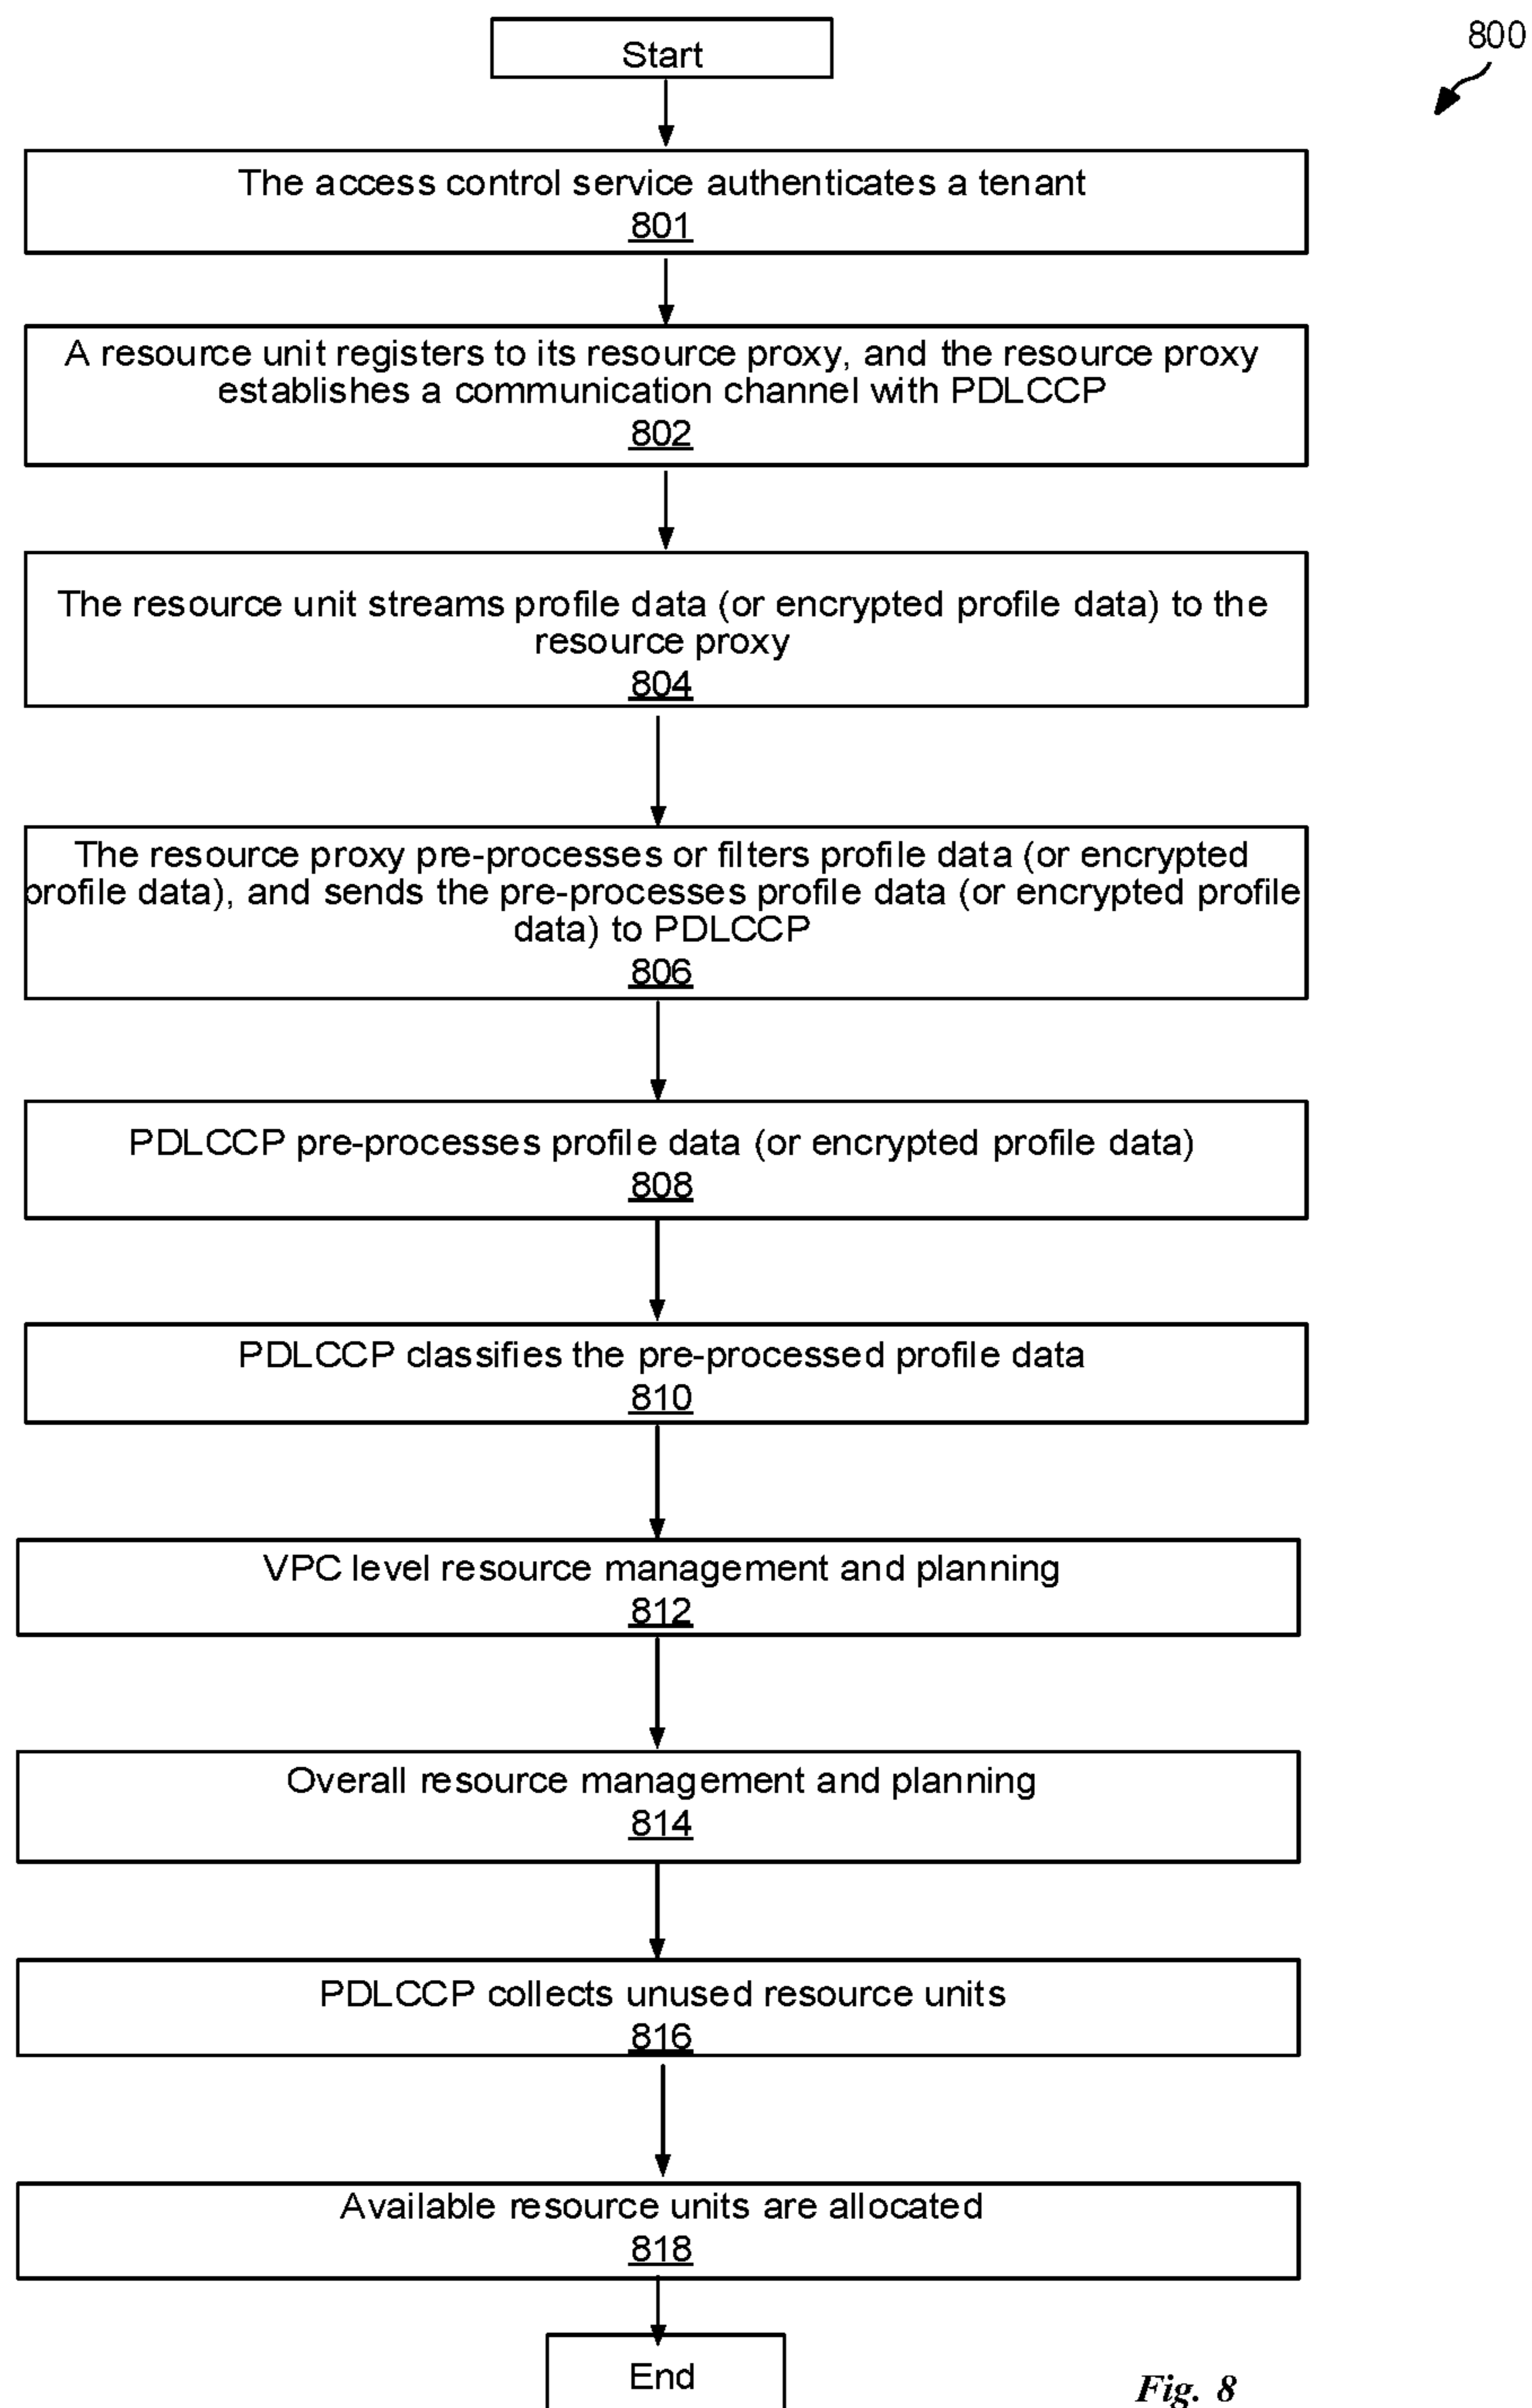 800
Start
The access control service authenticates a tenant
801
A resource unit registers to its resource proxy, and the resource proxy
establishes a communication channel with PDLCCP
802
The resource unit streams profile data (or encrypted profile data) to the
resource proxy
804
The resource proxy pre-processes or filters profile data (or encrypted
profile data), and sends the pre-processes profile data (or encrypted profile
data) to PDLCCP
806
PDLCCP pre-processes profile data (or encrypted profile data)
808
PDLCCP classifies the pre-processed profile data
810
VPC level resource management and planning
812
Overall resource management and planning
814
PDLCCP collects unused resource units
816
Available resource units are allocated
818
End
Fig. 8